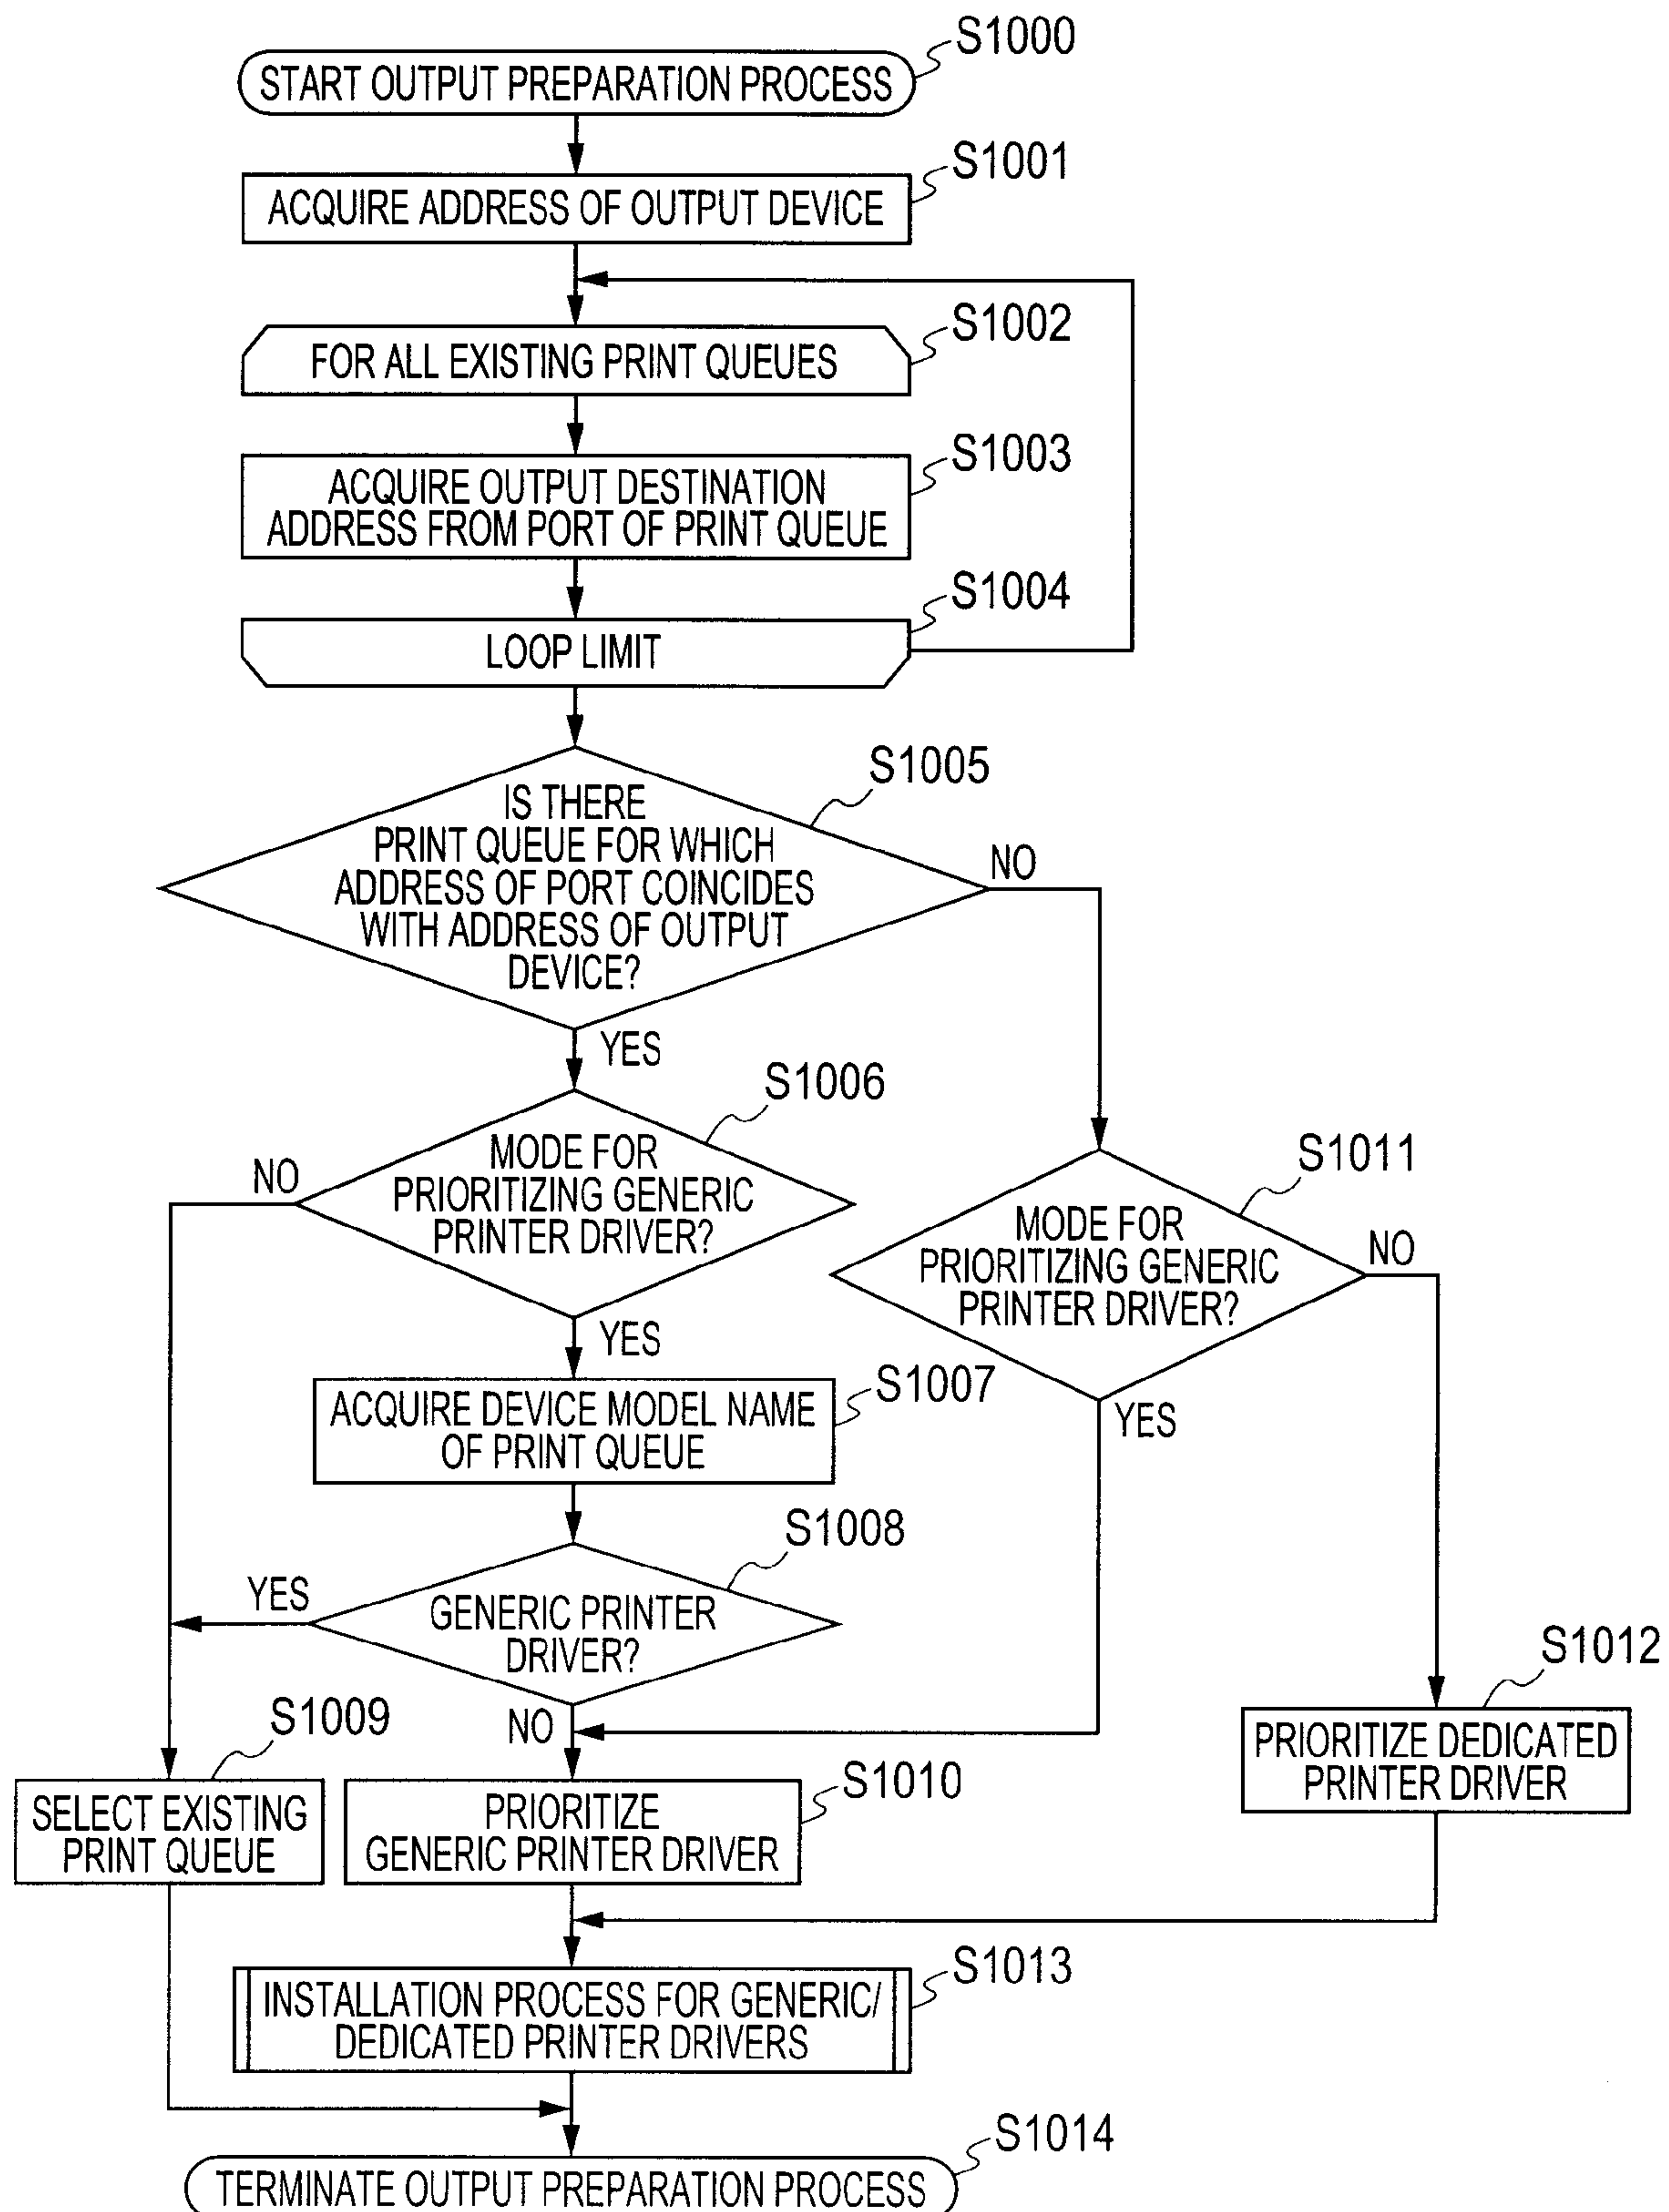 S1000
START OUTPUT PREPARATION PROCESS
S1001
ACQUIRE ADDRESS OF OUTPUT DEVICE
S1002
FOR ALL EXISTING PRINT QUEUES
S1003
ACQUIRE OUTPUT DESTINATION
ADDRESS FROM PORT OF PRINT QUEUE
S1004
LOOP LIMIT
S1005
IS THERE
PRINT QUEUE FOR WHICH
ADDRESS OF PORT COINCIDES
WITH ADDRESS OF OUTPUT
DEVICE?
NO
YES
S1006
MODE FOR
PRIORITIZING GENERIC
PRINTER DRIVER?
NO
YES
S1011
MODE FOR
PRIORITIZING GENERIC
PRINTER DRIVER?
NO
YES
S1007
ACQUIRE DEVICE MODEL NAME
OF PRINT QUEUE
S1008
GENERIC PRINTER
DRIVER?
YES
NO
S1012
PRIORITIZE DEDICATED
PRINTER DRIVER
S1009
SELECT EXISTING
PRINT QUEUE
S1010
PRIORITIZE
GENERIC PRINTER DRIVER
S1013
INSTALLATION PROCESS FOR GENERIC/
DEDICATED PRINTER DRIVERS
S1014
TERMINATE OUTPUT PREPARATION PROCESS